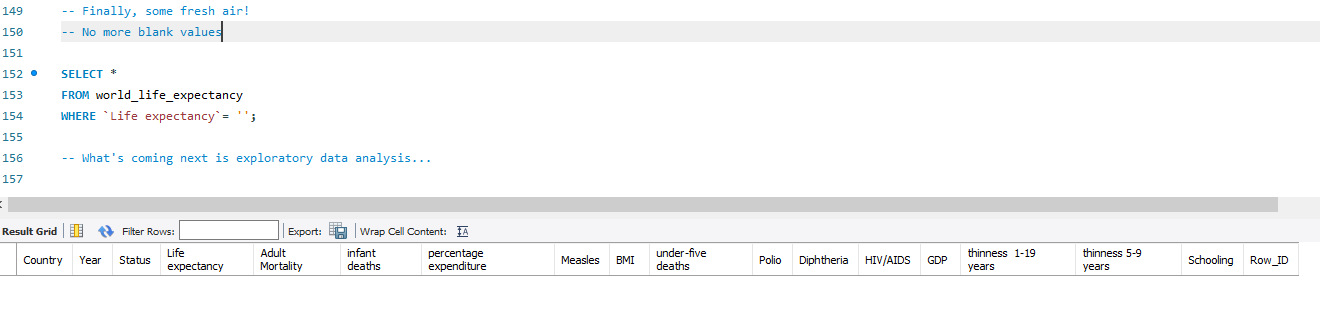 149 -- Finally, some fresh air!
150 -- No more blank values
151
152 SELECT *
153 FROM world_life_expectancy
154 WHERE `Life expectancy`= '';
155
156 -- What's coming next is exploratory data analysis...
157
Result Grid Filter Rows: Export: Wrap Cell Content: IA
Country Year Status Life expectancy Adult Mortality infant deaths percentage expenditure Measles BMI under-five deaths Polio Diphtheria HIV/AIDS GDP thinness  1-19 years thinness 5-9 years Schooling Row_ID